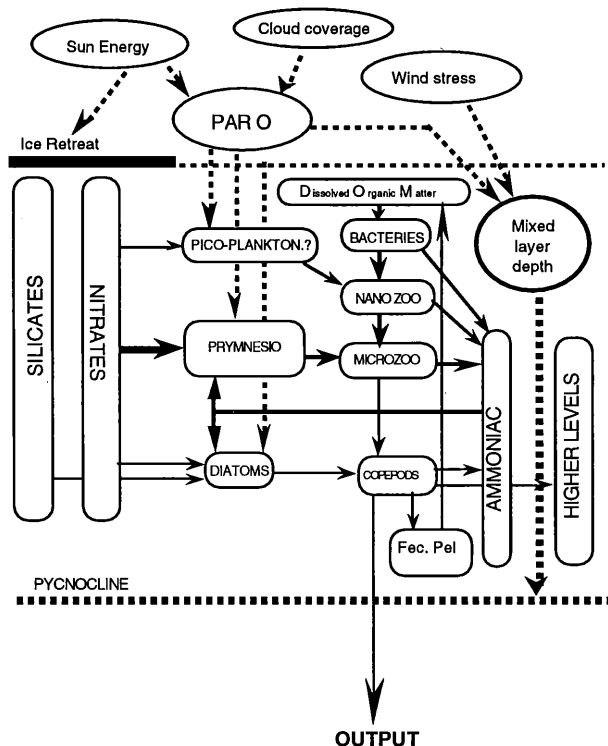 Sun Energy
Cloud coverage
Wind stress
PAR O
Ice Retreat
Dissolved Organic Matter
Mixed
layer
depth
BACTERIES
PICO-PLANKTON.?
NANO ZOO
SILICATES
NITRATES
PRYMNESIO
MICROZOO
AMMONIAC
HIGHER LEVELS
DIATOMS
COPEPODS
Fec. Pel
PYCNOCLINE
OUTPUT